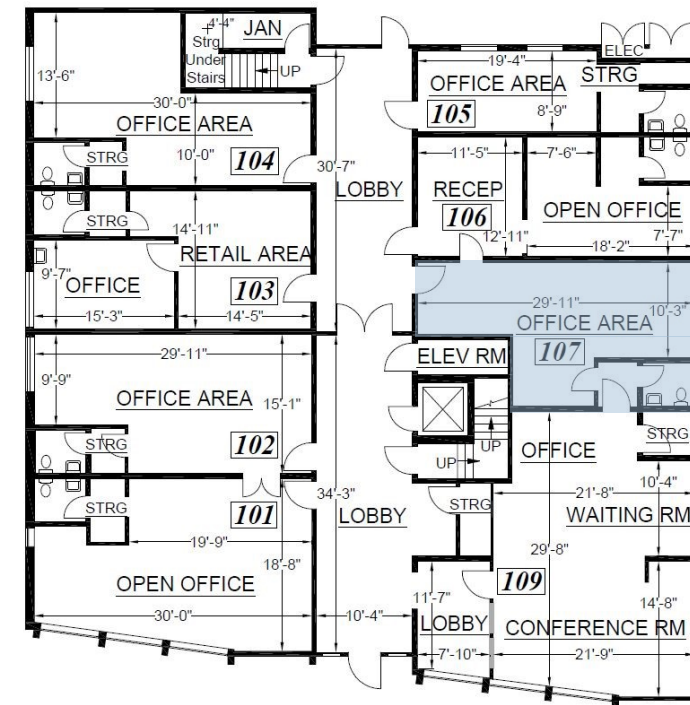 4'-4"
JAN
Strg
Under
Stairs
UP
13'-6"
30'-0"
OFFICE AREA
10'-0"
104
STRG
STRG
14'-11"
RETAIL AREA
9'-7"
OFFICE
103
15'-3"
14'-5"
29'-11"
9'-9"
OFFICE AREA
15'-1"
102
STRG
STRG
101
19'-9"
18'-8"
OPEN OFFICE
30'-0"
30'-7"
LOBBY
34'-3"
LOBBY
10'-4"
ELEC
19'-4"
OFFICE AREA
STRG
105
8'-9"
11'-5"
7'-6"
RECEP
106
OPEN OFFICE
12'-11"
7'-7"
18'-2"
29'-11"
10'-3"
OFFICE AREA
107
ELEV RM
UP
UP
OFFICE
STRG
STRG
21'-8"
10'-4"
WAITING RM
29'-8"
109
11'-7"
14'-8"
LOBBY
CONFERENCE RM
7'-10"
21'-9"